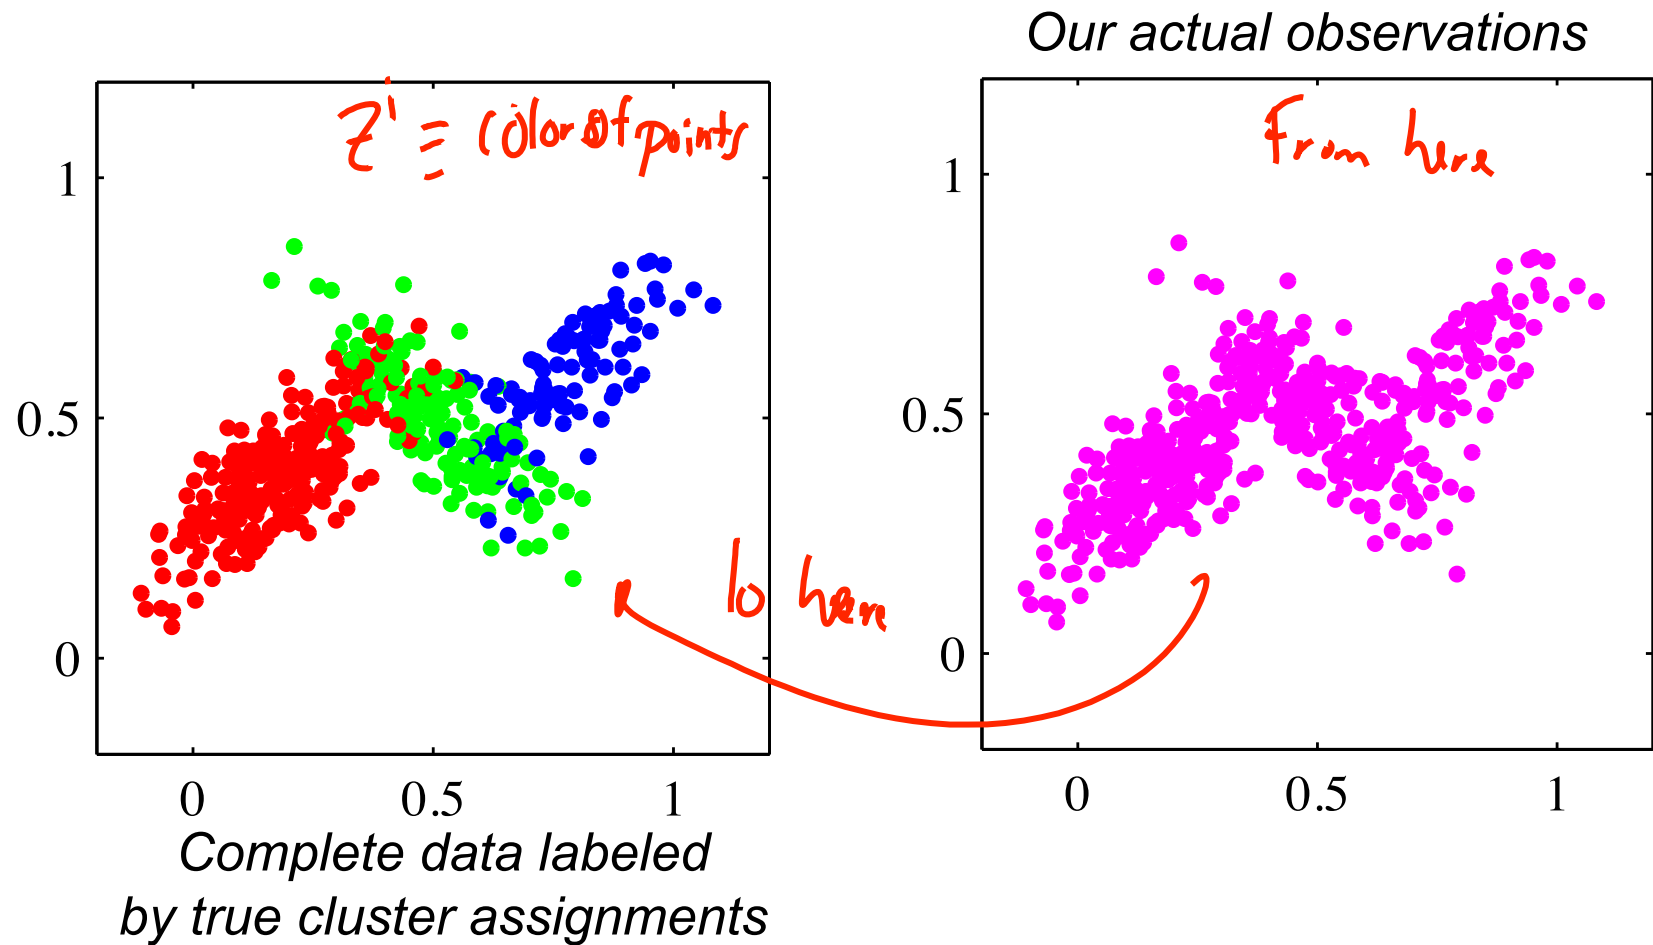 Our actual observations
Zⁱ = color of points
From here
1
1
0.5
0.5
to here
0
0
0 0.5 1
0 0.5 1
Complete data labeled
by true cluster assignments